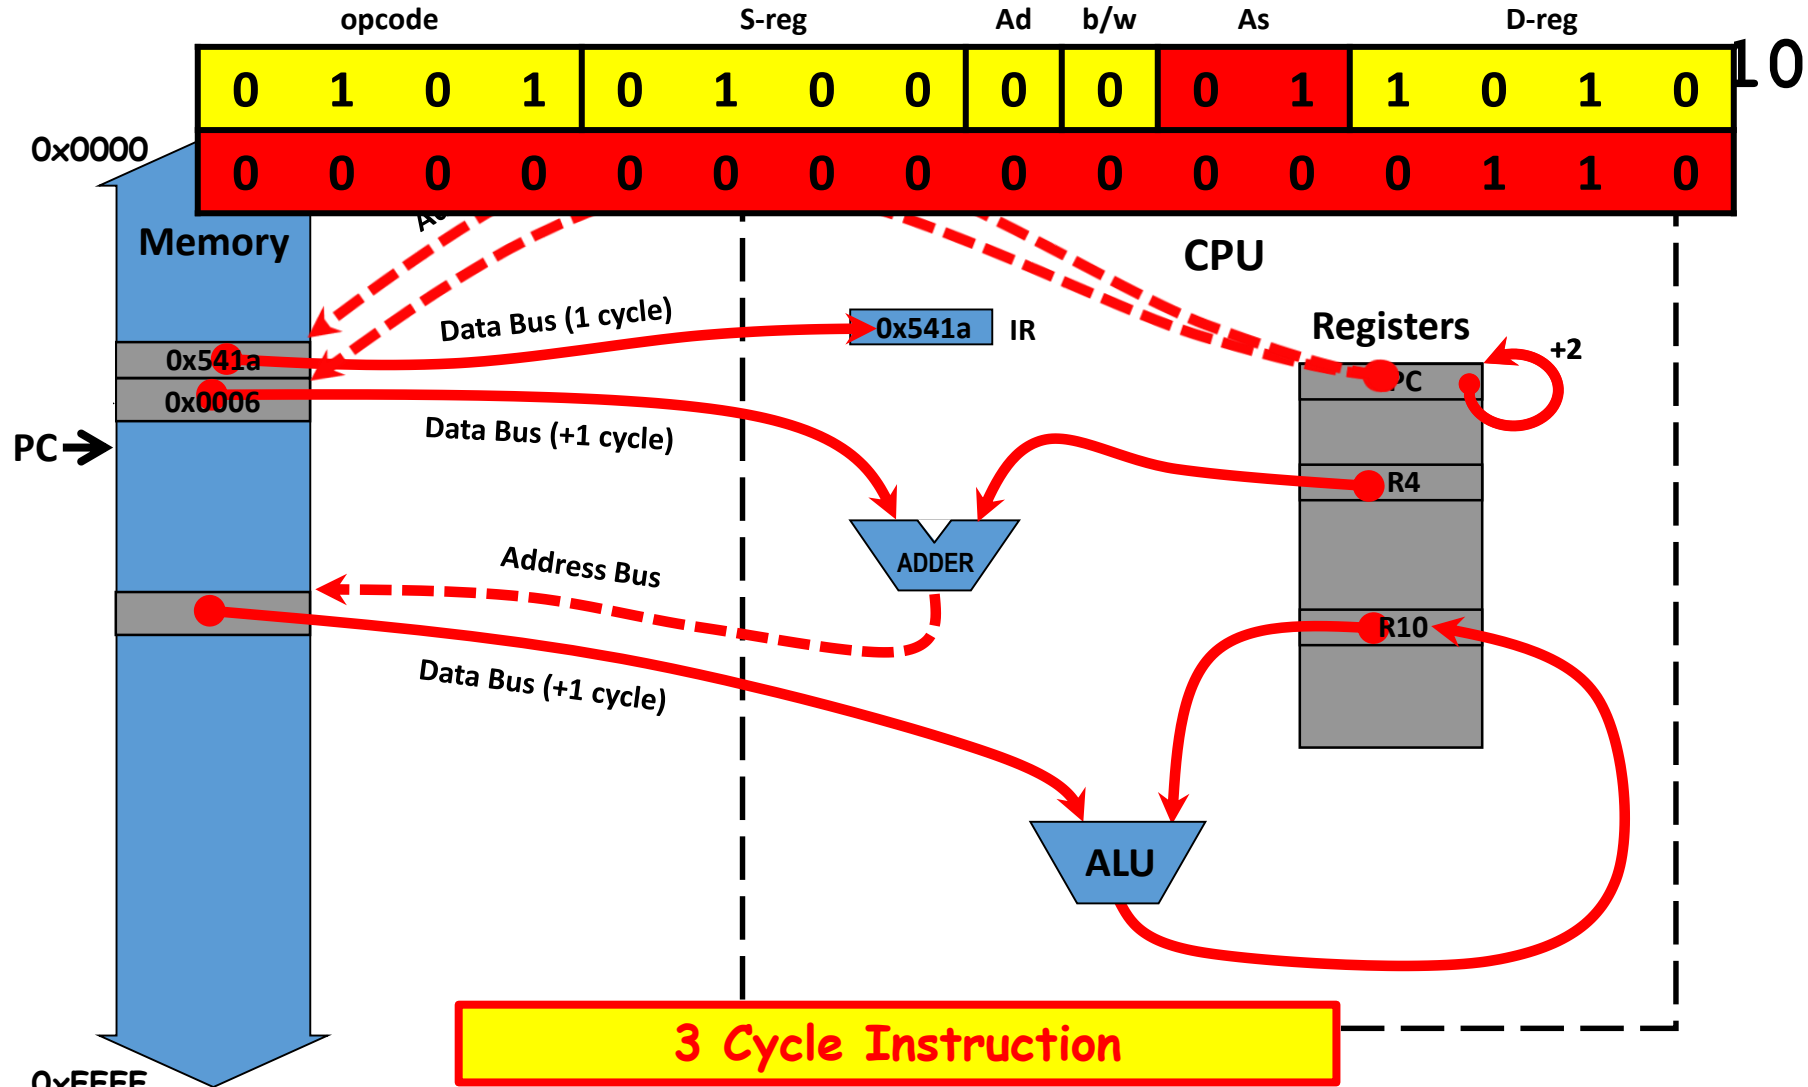 opcode S-reg Ad b/w As D-reg
10
0 1 0 1 0 1 0 0 0 0 0 1 1 0 1 0
0x0000
0 0 0 0 0 0 0 0 0 0 0 0 0 1 1 0
Memory
CPU
Data Bus (1 cycle)
0x541a IR
Registers
+2
0x541a
PC
0x0006
Data Bus (+1 cycle)
PC
R4
Address Bus
ADDER
R10
Data Bus (+1 cycle)
ALU
3 Cycle Instruction
0xFFFF